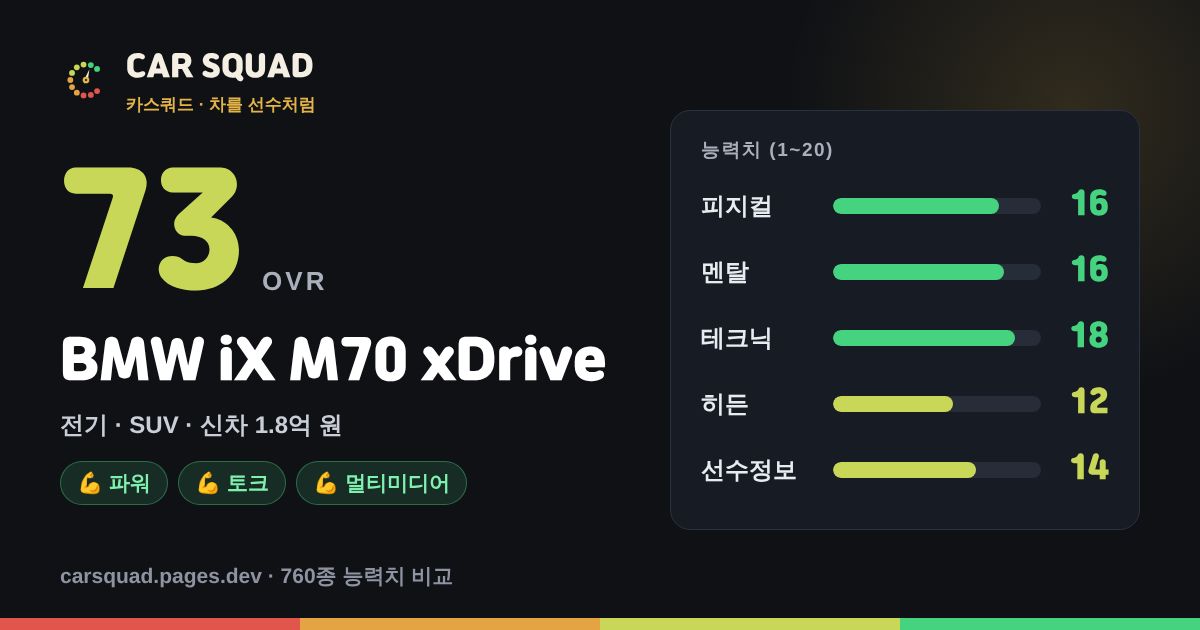 CAR SQUAD
카스쿼드 · 차를 선수처럼
73 OVR
BMW iX M70 xDrive
전기 · SUV · 신차 1.8억 원
💪 파워 💪 토크 💪 멀티미디어
carsquad.pages.dev · 760종 능력치 비교
능력치 (1~20)
피지컬 16
멘탈 16
테크닉 18
히든 12
선수정보 14